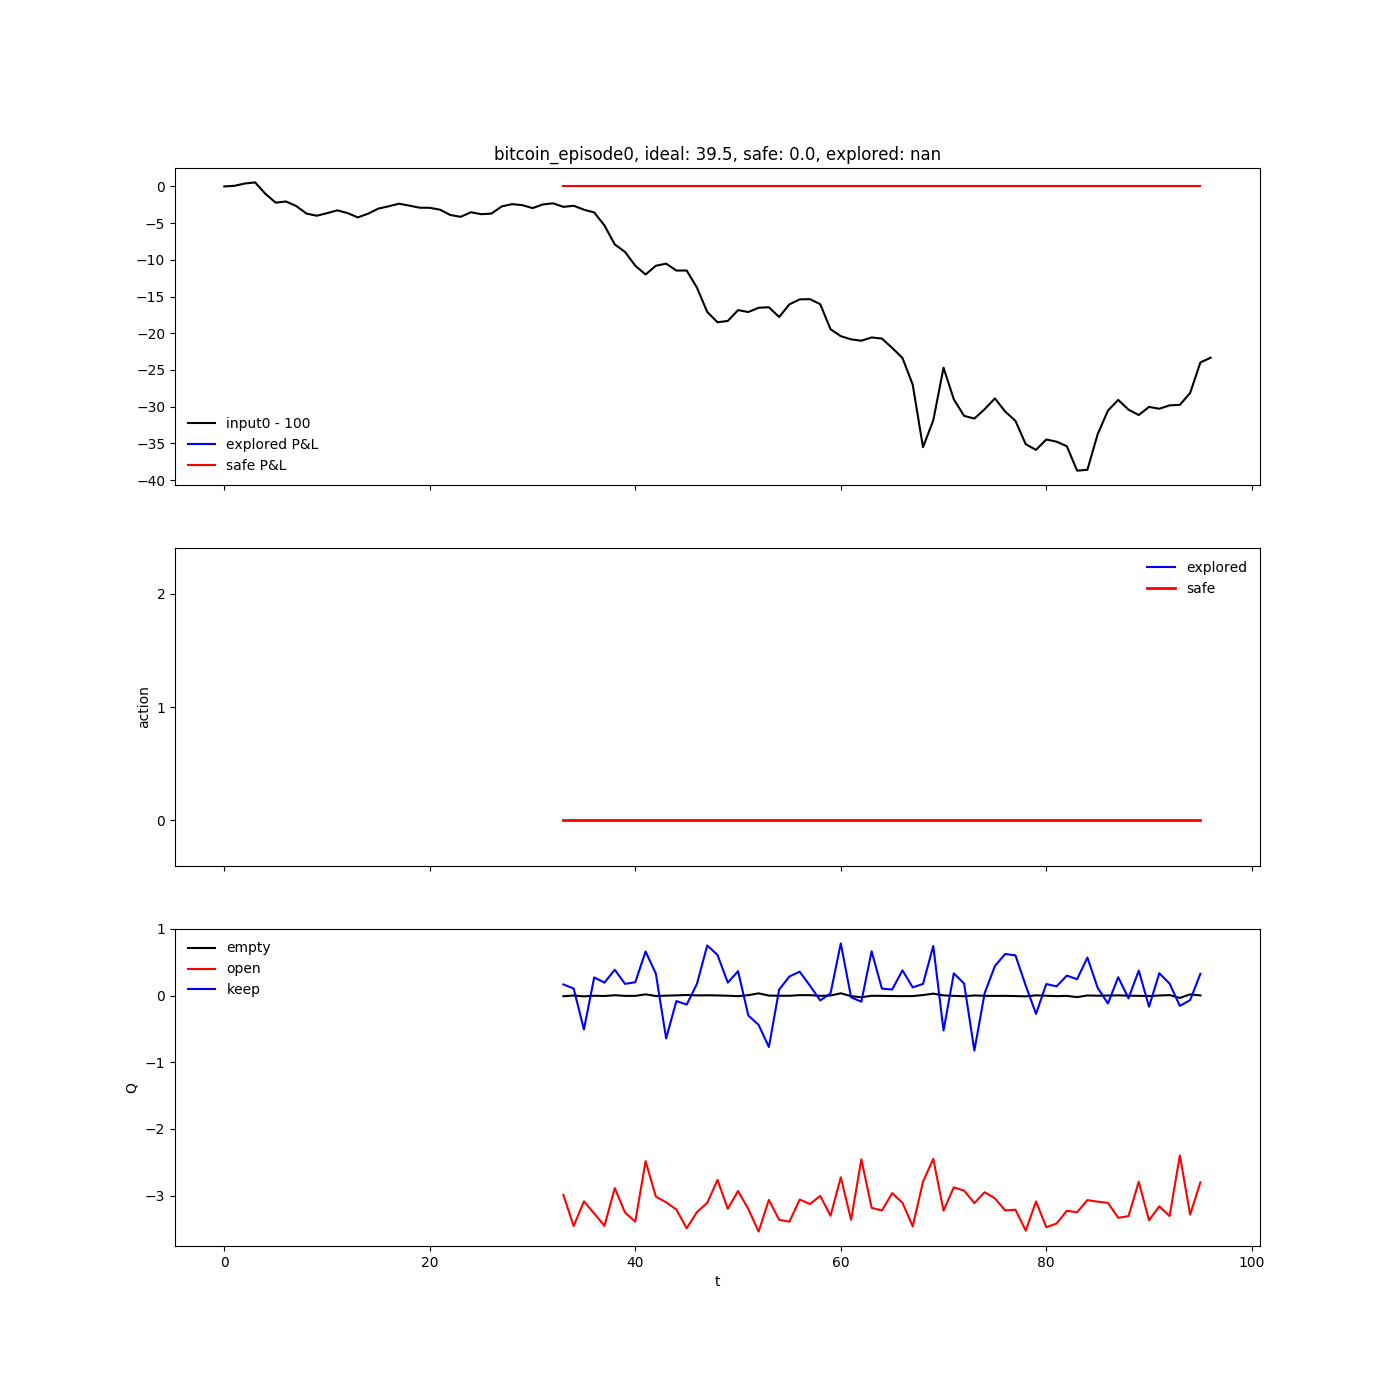 bitcoin_episode0, ideal: 39.5, safe: 0.0, explored: nan
0
−5
−10
−15
−20
−25
−30
−35
−40
input0 - 100
explored P&L
safe P&L
2
1
0
action
explored
safe
1
0
−1
−2
−3
Q
empty
open
keep
0
20
40
60
80
100
t